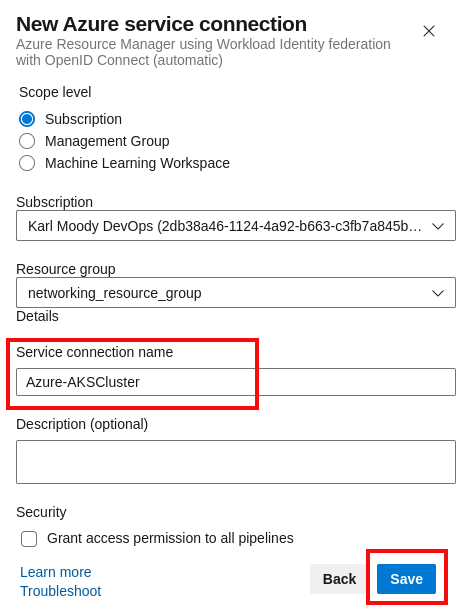 New Azure service connection
Azure Resource Manager using Workload Identity federation
with OpenID Connect (automatic)
Scope level
Subscription
Management Group
Machine Learning Workspace
Subscription
Karl Moody DevOps (2db38a46-1124-4a92-b663-c3fb7a845b...
Resource group
networking_resource_group
Details
Service connection name
Azure-AKSCluster
Description (optional)
Security
Grant access permission to all pipelines
Learn more
Troubleshoot
Back
Save